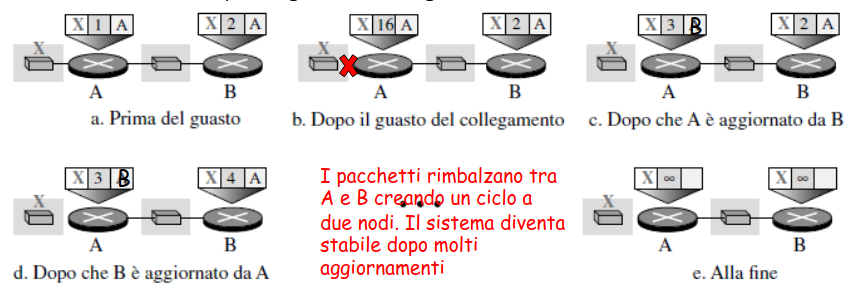 X 1 A
X 2 A
X 16 A
X 2 A
X 3 B
X 2 A
X
X
X
A
B
A
B
A
B
a. Prima del guasto
b. Dopo il guasto del collegamento
c. Dopo che A è aggiornato da B
X 3 B
X 4 A
X ∞
X ∞
X
X
A
B
A
B
I pacchetti rimbalzano tra
A e B creando un ciclo a
due nodi. Il sistema diventa
stabile dopo molti
aggiornamenti
d. Dopo che B è aggiornato da A
e. Alla fine